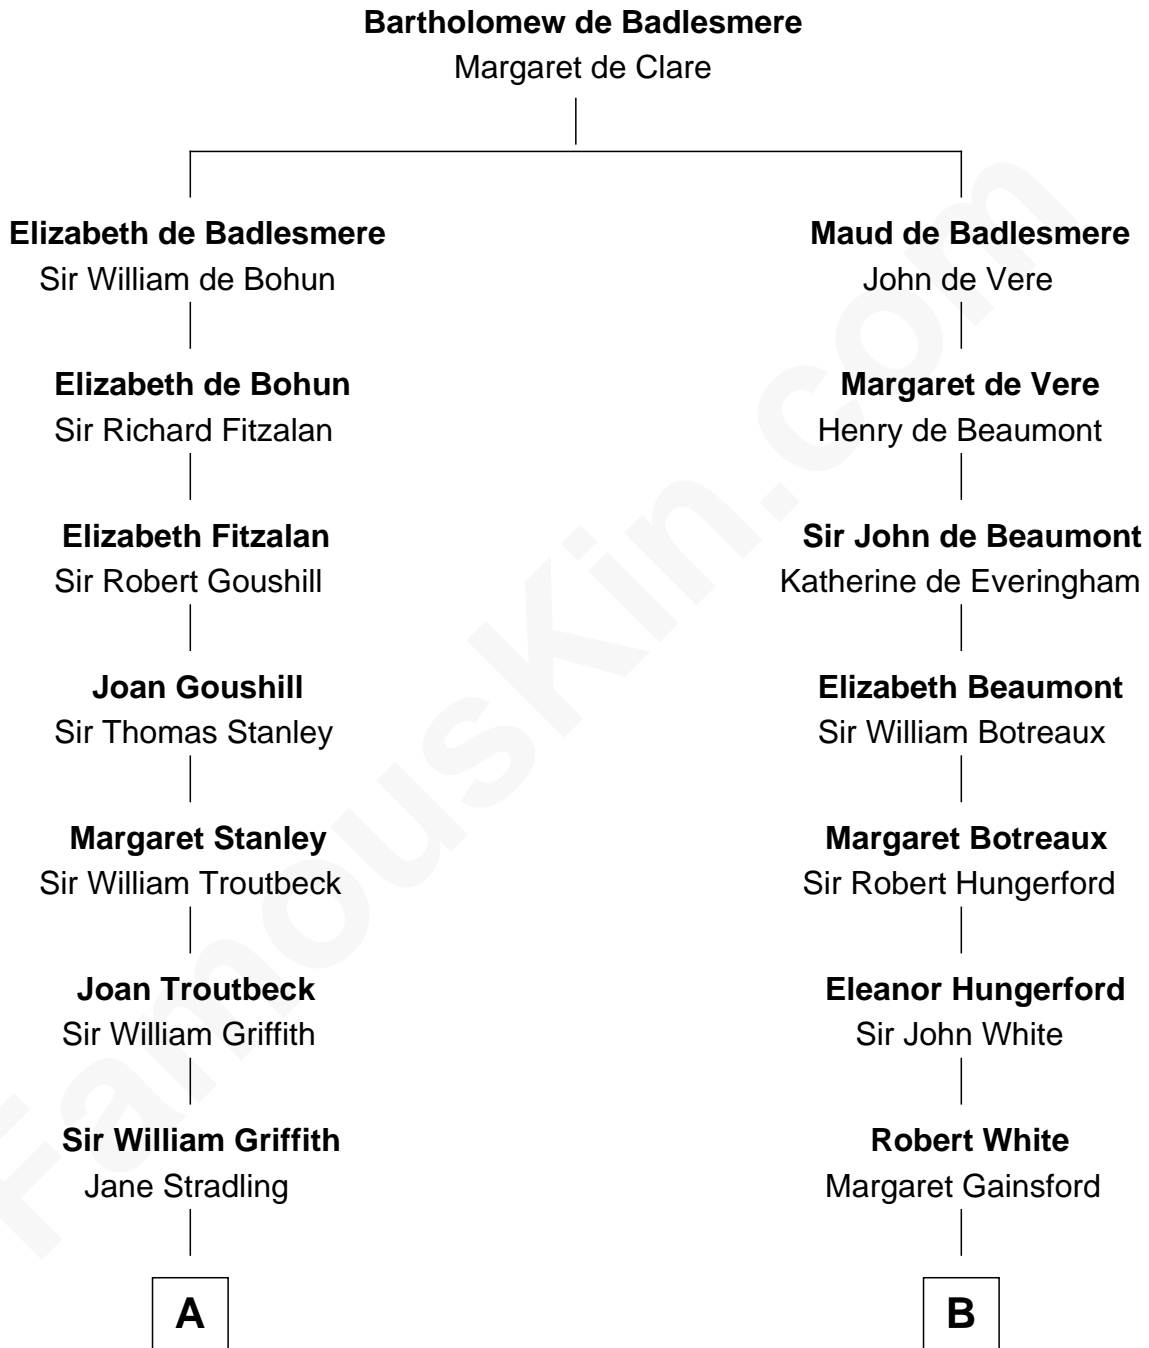 Bartholomew de Badlesmere
Margaret de Clare
Elizabeth de Badlesmere
Sir William de Bohun
Maud de Badlesmere
John de Vere
Elizabeth de Bohun
Sir Richard Fitzalan
Margaret de Vere
Henry de Beaumont
Elizabeth Fitzalan
Sir Robert Goushill
Sir John de Beaumont
Katherine de Everingham
Joan Goushill
Sir Thomas Stanley
Elizabeth Beaumont
Sir William Botreaux
Margaret Stanley
Sir William Troutbeck
Margaret Botreaux
Sir Robert Hungerford
Joan Troutbeck
Sir William Griffith
Eleanor Hungerford
Sir John White
Sir William Griffith
Jane Stradling
Robert White
Margaret Gainsford
A
B
FamousKin.com